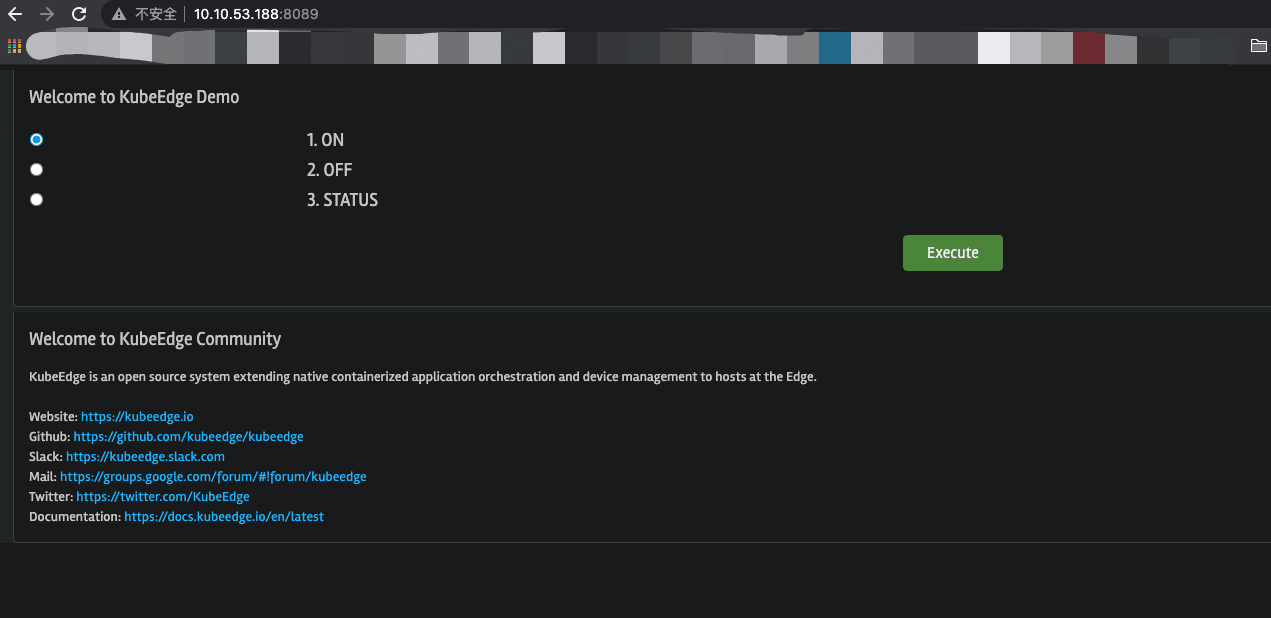 不安全 10.10.53.188:8089
Welcome to KubeEdge Demo
1. ON
2. OFF
3. STATUS
Execute
Welcome to KubeEdge Community
KubeEdge is an open source system extending native containerized application orchestration and device management to hosts at the Edge.
Website: https://kubeedge.io
Github: https://github.com/kubeedge/kubeedge
Slack: https://kubeedge.slack.com
Mail: https://groups.google.com/forum/#!forum/kubeedge
Twitter: https://twitter.com/KubeEdge
Documentation: https://docs.kubeedge.io/en/latest